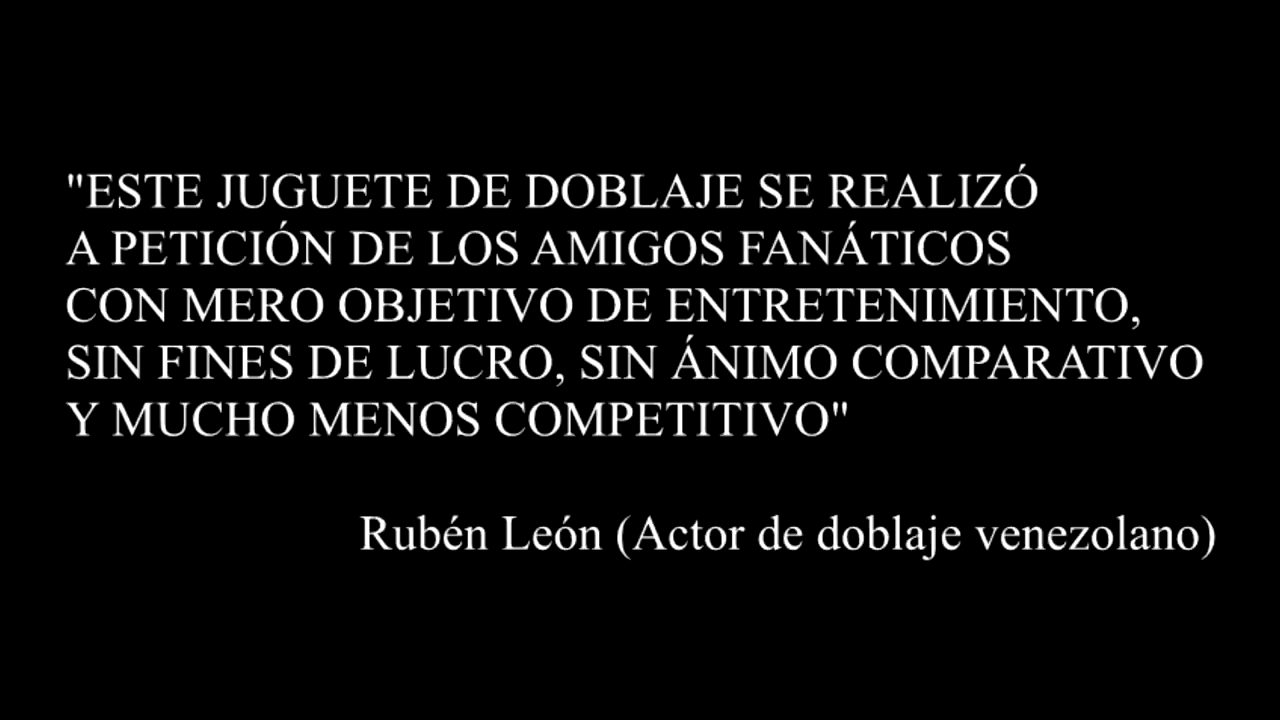 "ESTE JUGUETE DE DOBLAJE SE REALIZÓ
A PETICIÓN DE LOS AMIGOS FANÁTICOS
CON MERO OBJETIVO DE ENTRETENIMIENTO,
SIN FINES DE LUCRO, SIN ÁNIMO COMPARATIVO
Y MUCHO MENOS COMPETITIVO"
Rubén León (Actor de doblaje venezolano)